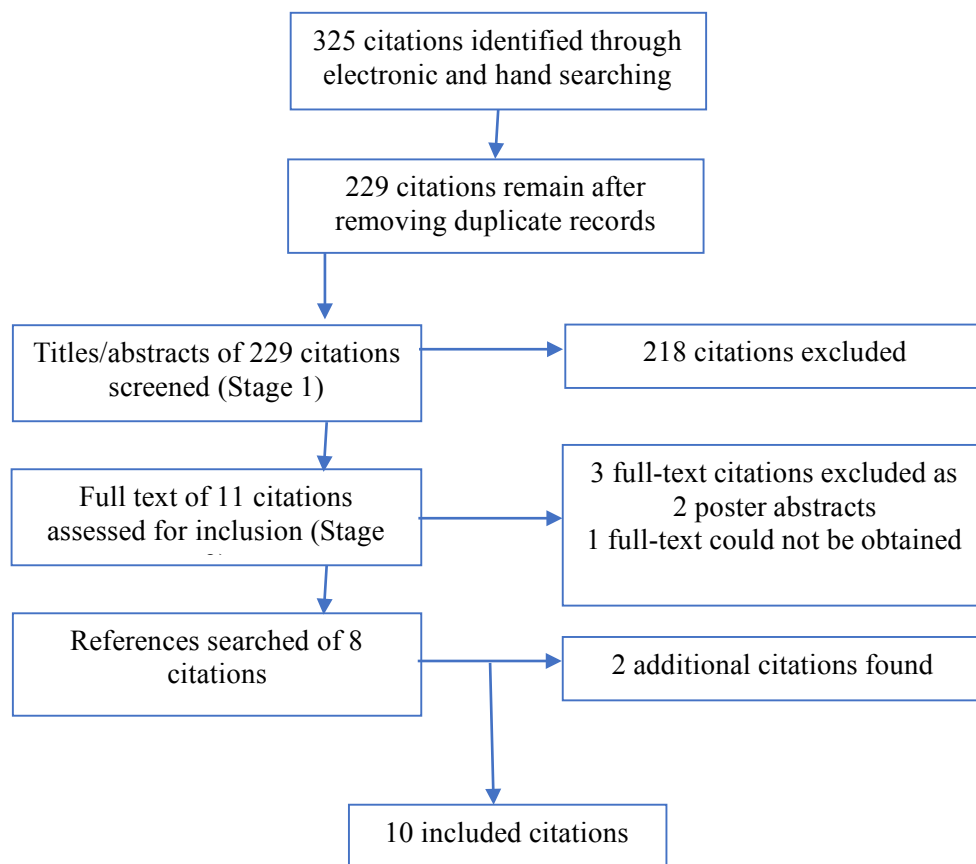 325 citations identified through
electronic and hand searching
229 citations remain after
removing duplicate records
Titles/abstracts of 229 citations
screened (Stage 1)
218 citations excluded
Full text of 11 citations
assessed for inclusion (Stage
3 full-text citations excluded as
2 poster abstracts
1 full-text could not be obtained
References searched of 8
citations
2 additional citations found
10 included citations